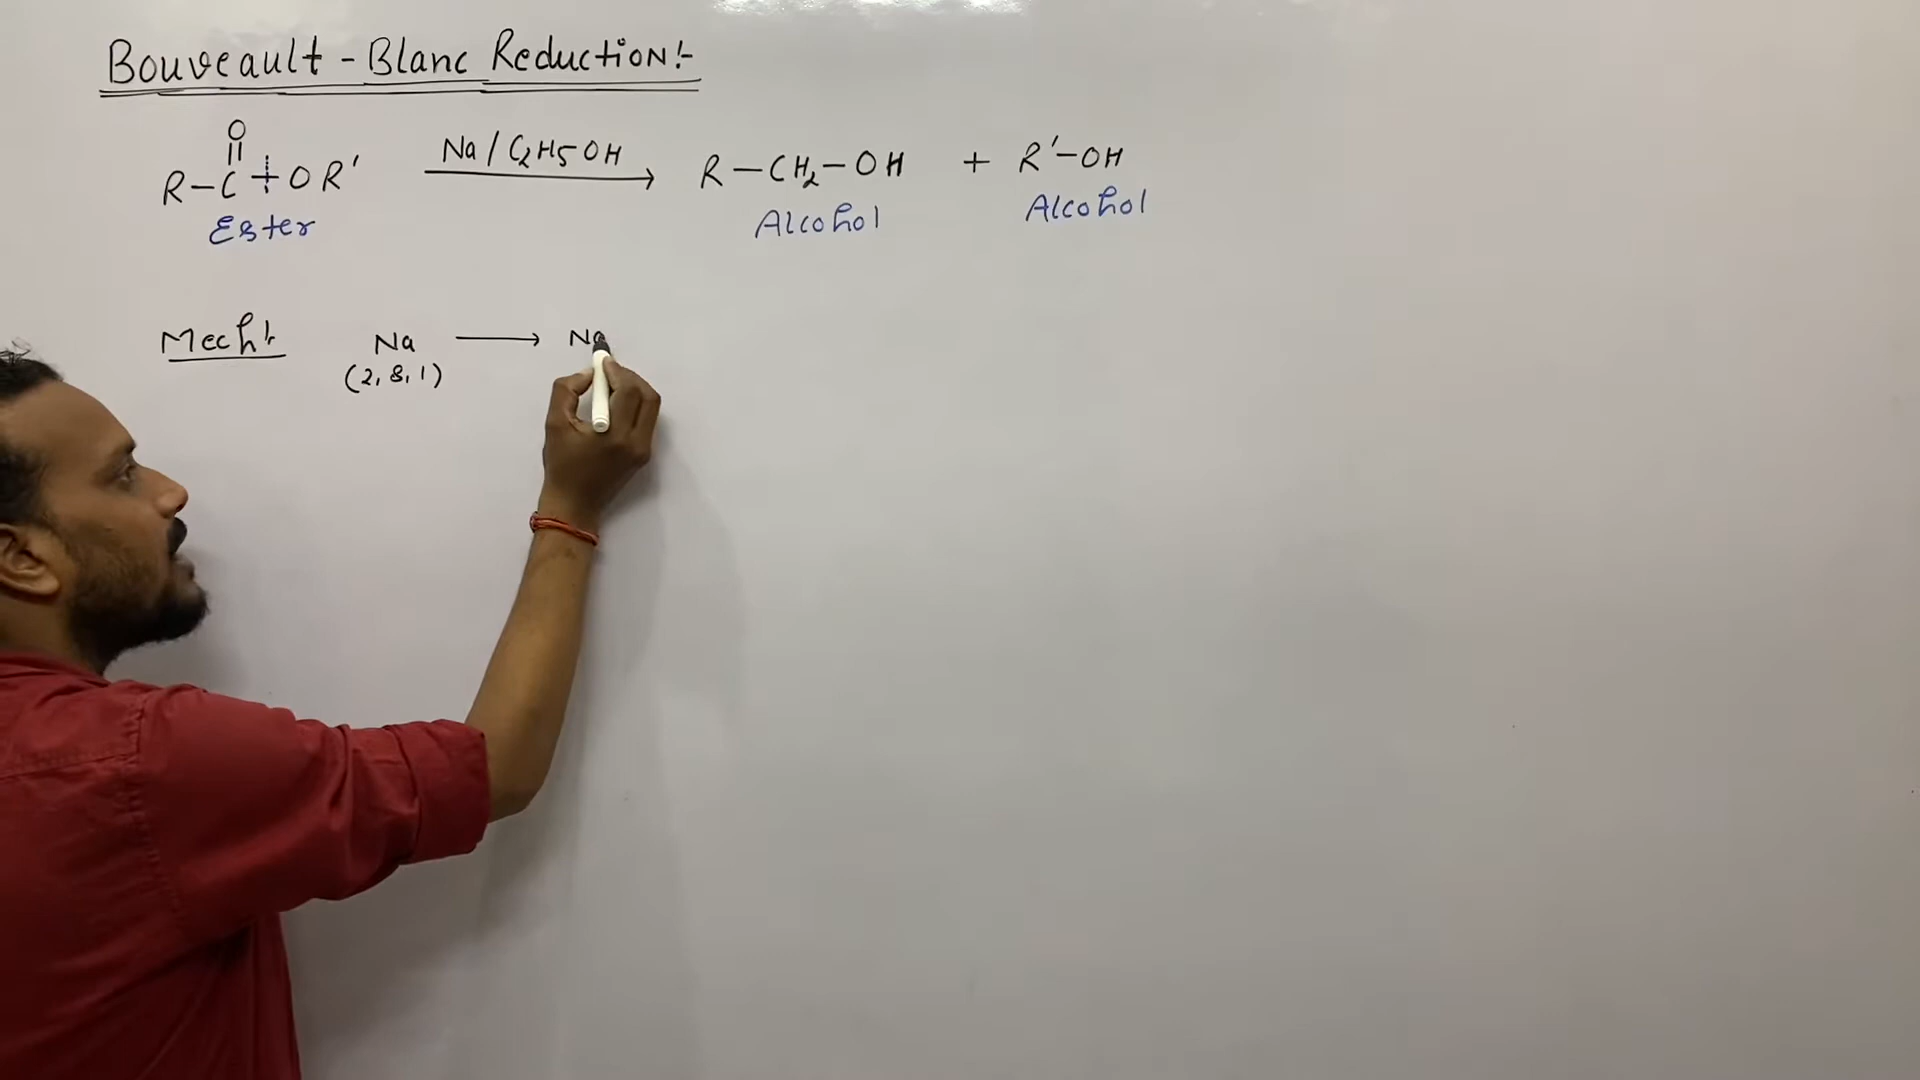 Bouveault - Blanc Reduction:-
O
R-C+OR' Na / C2H5OH → R-CH2-OH + R'-OH
Ester Alcohol Alcohol
Mech: Na → Na
(2, 8, 1)